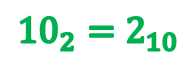 10₂ = 2₁₀